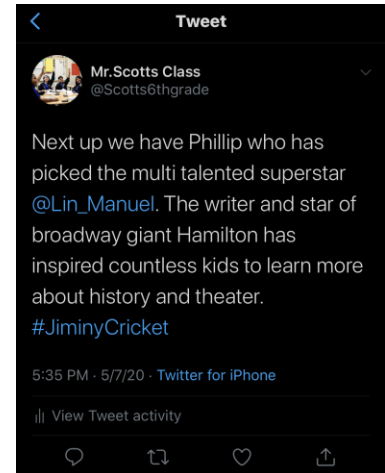 Tweet
Mr.Scotts Class
@Scotts6thgrade
Next up we have Phillip who has
picked the multi talented superstar
@Lin_Manuel. The writer and star of
broadway giant Hamilton has
inspired countless kids to learn more
about history and theater.
#JiminyCricket
5:35 PM · 5/7/20 · Twitter for iPhone
View Tweet activity